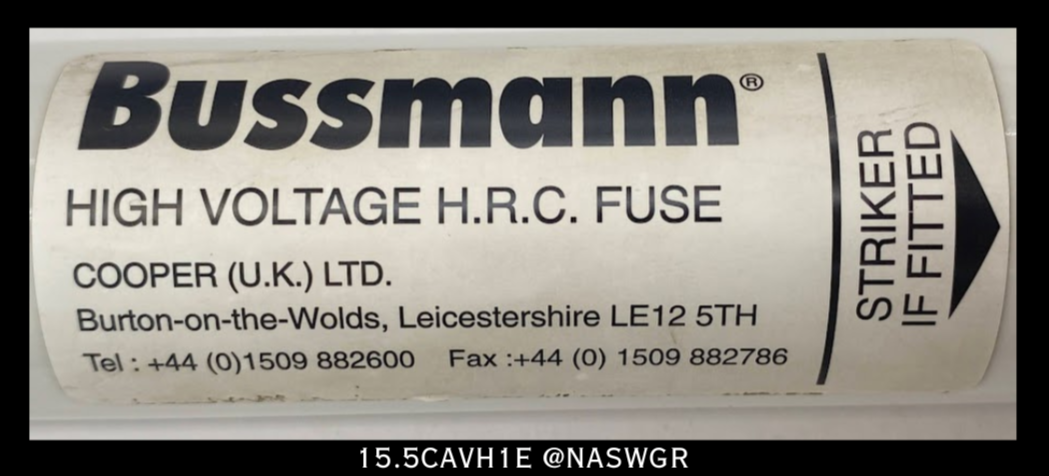 Bussmann®
HIGH VOLTAGE H.R.C. FUSE
COOPER (U.K.) LTD.
Burton-on-the-Wolds, Leicestershire LE12 5TH
Tel : +44 (0)1509 882600 Fax :+44 (0) 1509 882786
STRIKER
IF FITTED
15.5CAVH1E @NASWGR